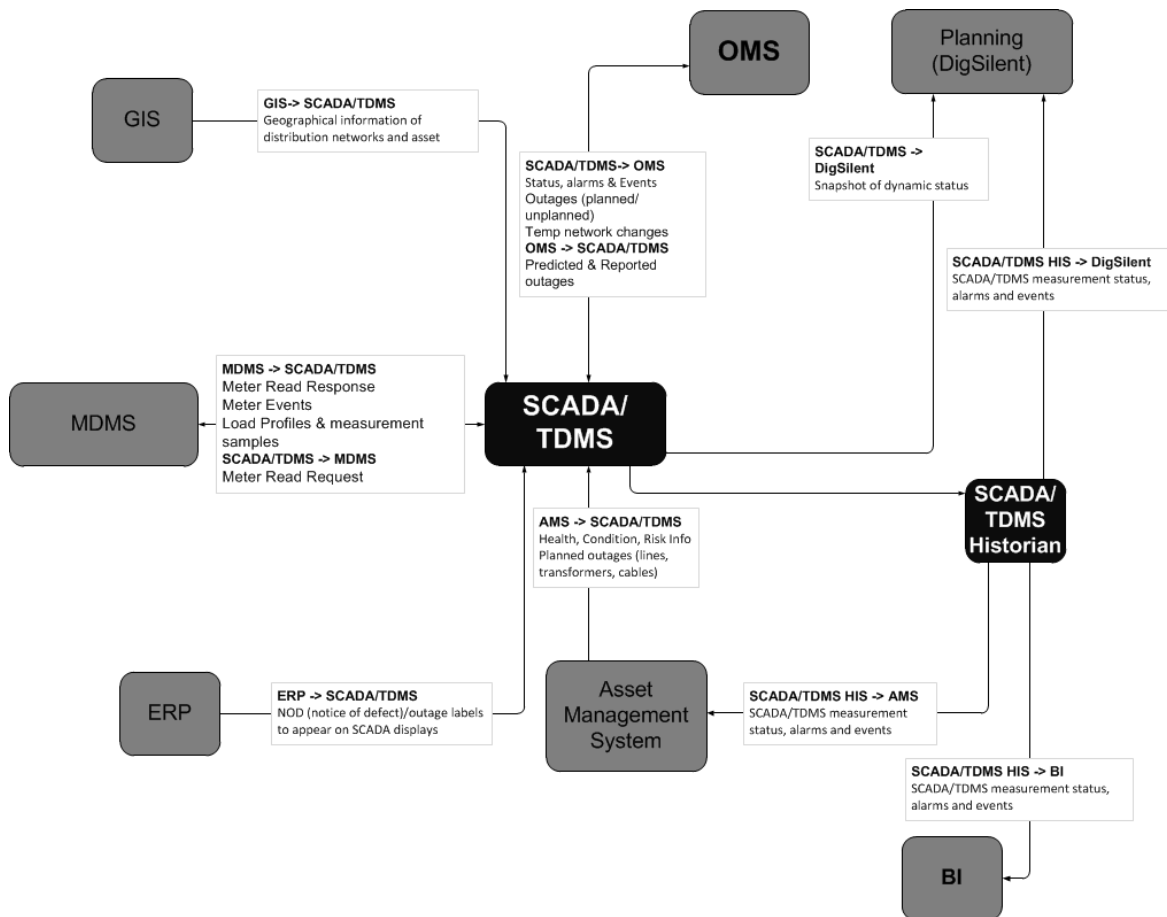 OMS
Planning
(DigSilent)
GIS
GIS-> SCADA/TDMS
Geographical information of
distribution networks and asset
SCADA/TDMS-> OMS
Status, alarms & Events
Outages (planned/
unplanned)
Temp network changes
OMS -> SCADA/TDMS
Predicted & Reported
outages
SCADA/TDMS ->
DigSilent
Snapshot of dynamic status
SCADA/TDMS HIS -> DigSilent
SCADA/TDMS measurement status,
alarms and events
MDMS
MDMS -> SCADA/TDMS
Meter Read Response
Meter Events
Load Profiles & measurement
samples
SCADA/TDMS -> MDMS
Meter Read Request
SCADA/
TDMS
SCADA/
TDMS
Historian
AMS -> SCADA/TDMS
Health, Condition, Risk Info
Planned outages (lines,
transformers, cables)
ERP
ERP -> SCADA/TDMS
NOD (notice of defect)/outage labels
to appear on SCADA displays
Asset
Management
System
SCADA/TDMS HIS -> AMS
SCADA/TDMS measurement
status, alarms and events
SCADA/TDMS HIS -> BI
SCADA/TDMS measurement status,
alarms and events
BI